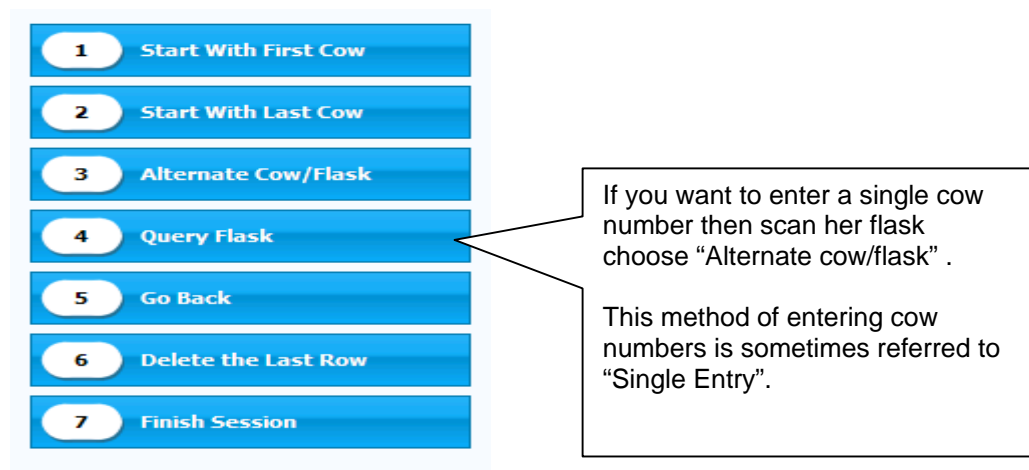 1 Start With First Cow
2 Start With Last Cow
3 Alternate Cow/Flask
4 Query Flask
5 Go Back
6 Delete the Last Row
7 Finish Session
If you want to enter a single cow
number then scan her flask
choose “Alternate cow/flask” .
This method of entering cow
numbers is sometimes referred to
“Single Entry”.